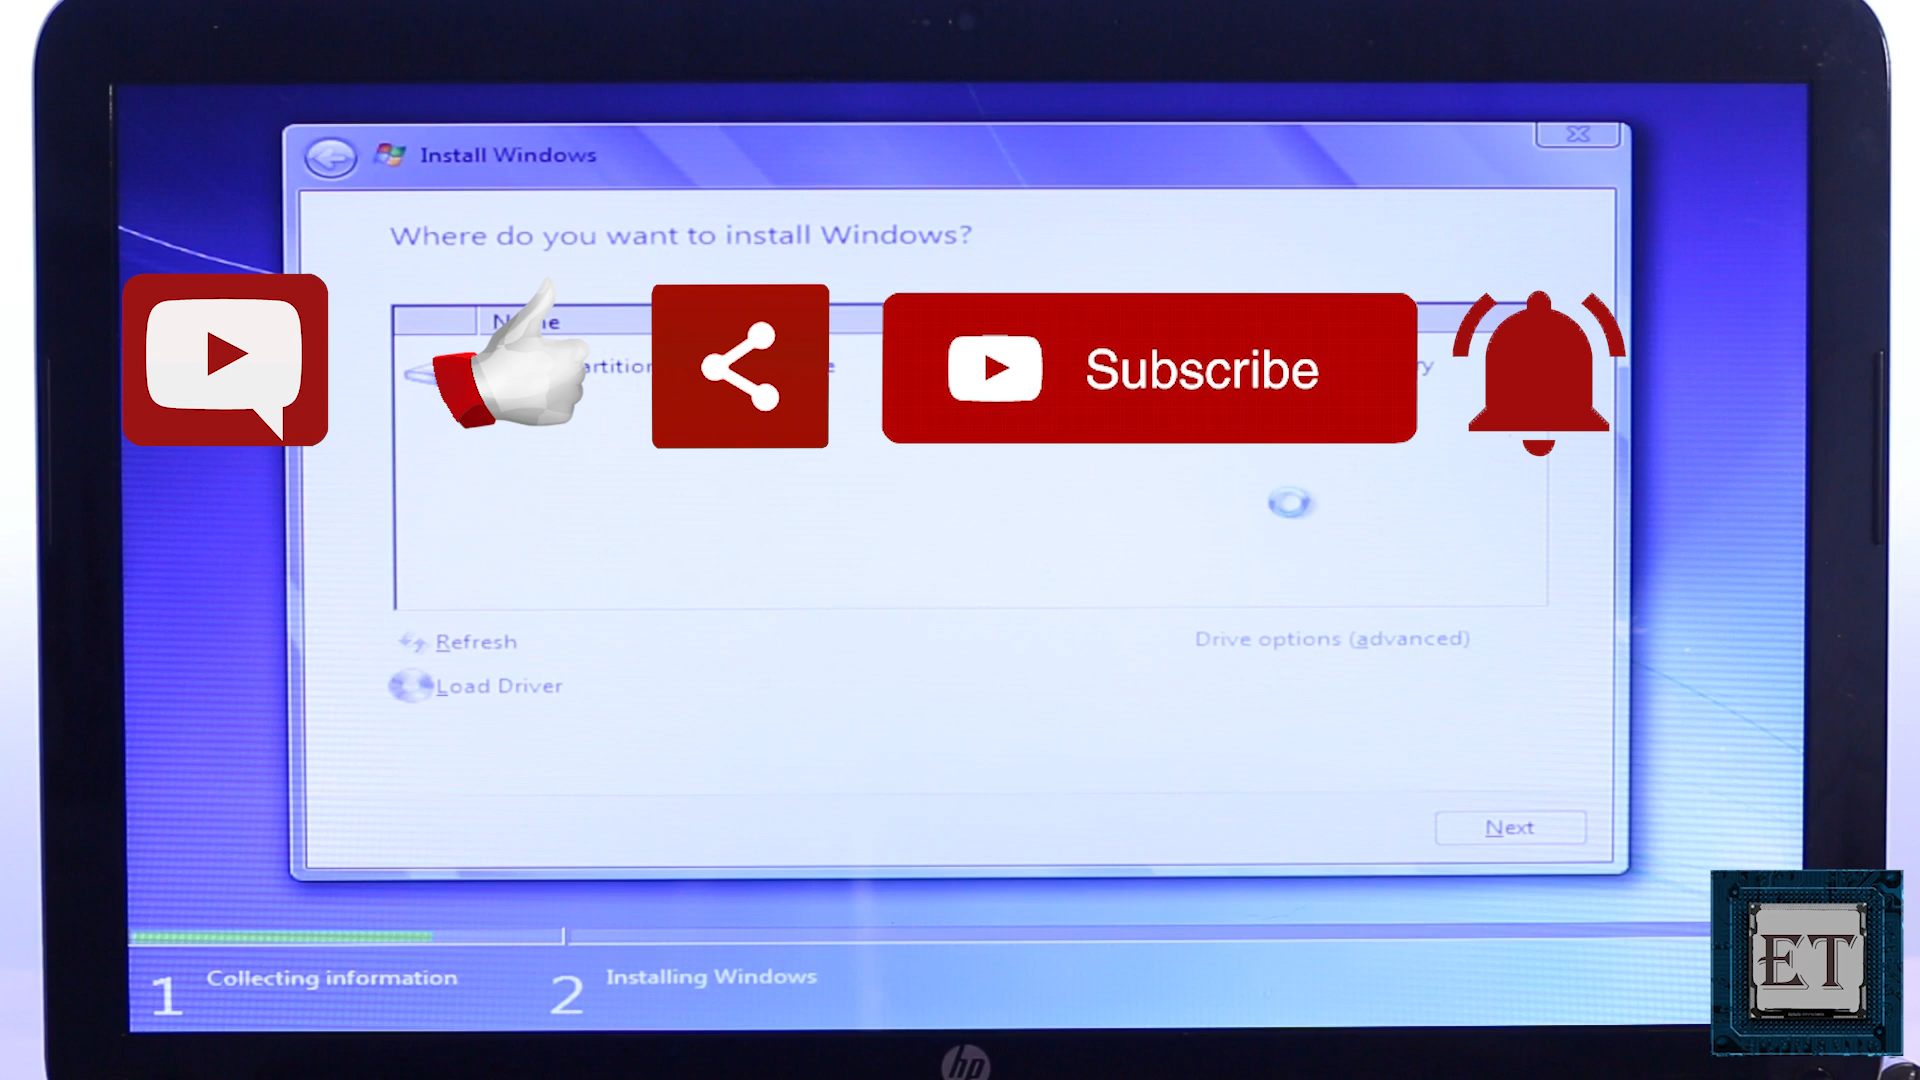 Install Windows
Where do you want to install Windows?
Subscribe
Refresh
Drive options (advanced)
Load Driver
Next
1 Collecting information
2 Installing Windows
ET
hp